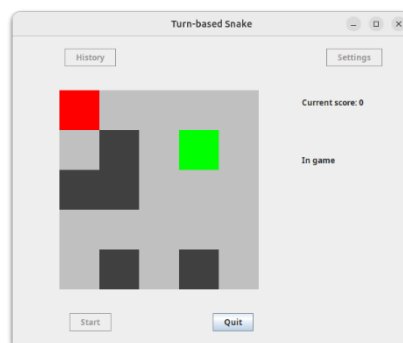 Turn-based Snake
History
Settings
Current score: 0
In game
Start
Quit